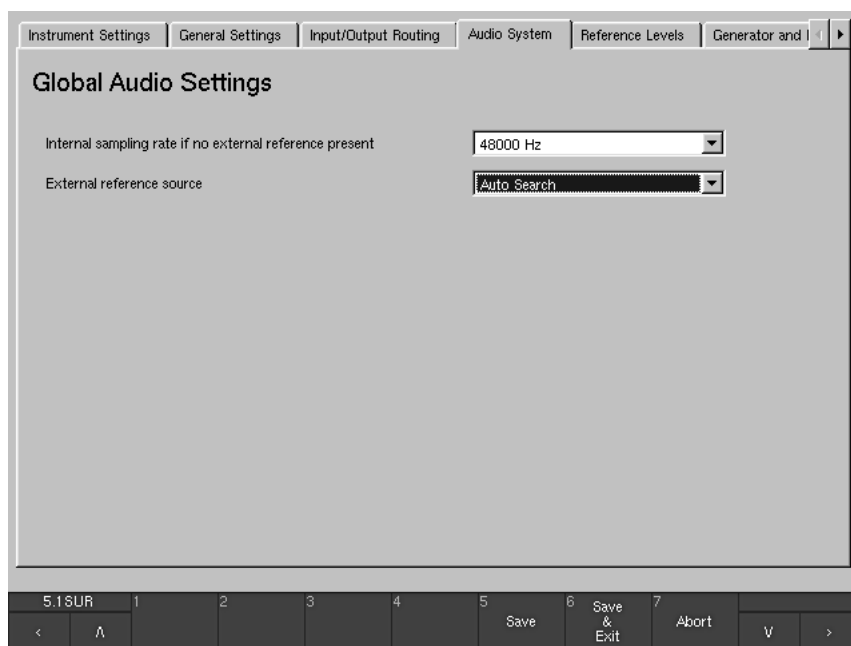 Instrument Settings General Settings Input/Output Routing Audio System Reference Levels Generator and
Global Audio Settings
Internal sampling rate if no external reference present 48000 Hz
External reference source Auto Search
5.1SUR 1 2 3 4 5 Save 6 Save & Exit 7 Abort
< Λ V >